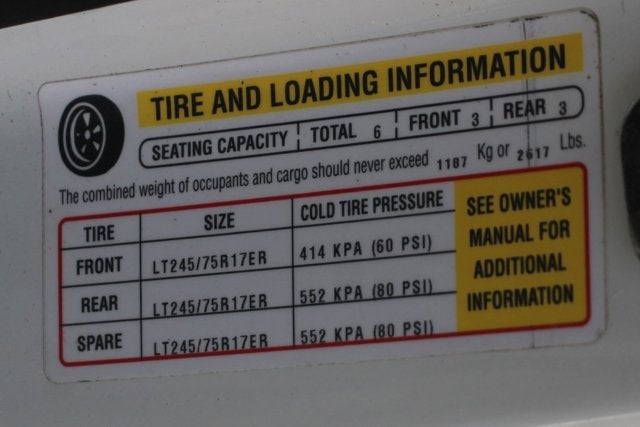 TIRE AND LOADING INFORMATION
SEATING CAPACITY TOTAL 6 FRONT 3 REAR 3
The combined weight of occupants and cargo should never exceed 1187 Kg or 2617 Lbs.
TIRE SIZE COLD TIRE PRESSURE
FRONT LT245/75R17ER 414 KPA (60 PSI)
REAR LT245/75R17ER 552 KPA (80 PSI)
SPARE LT245/75R17ER 552 KPA (80 PSI)
SEE OWNER'S
MANUAL FOR
ADDITIONAL
INFORMATION